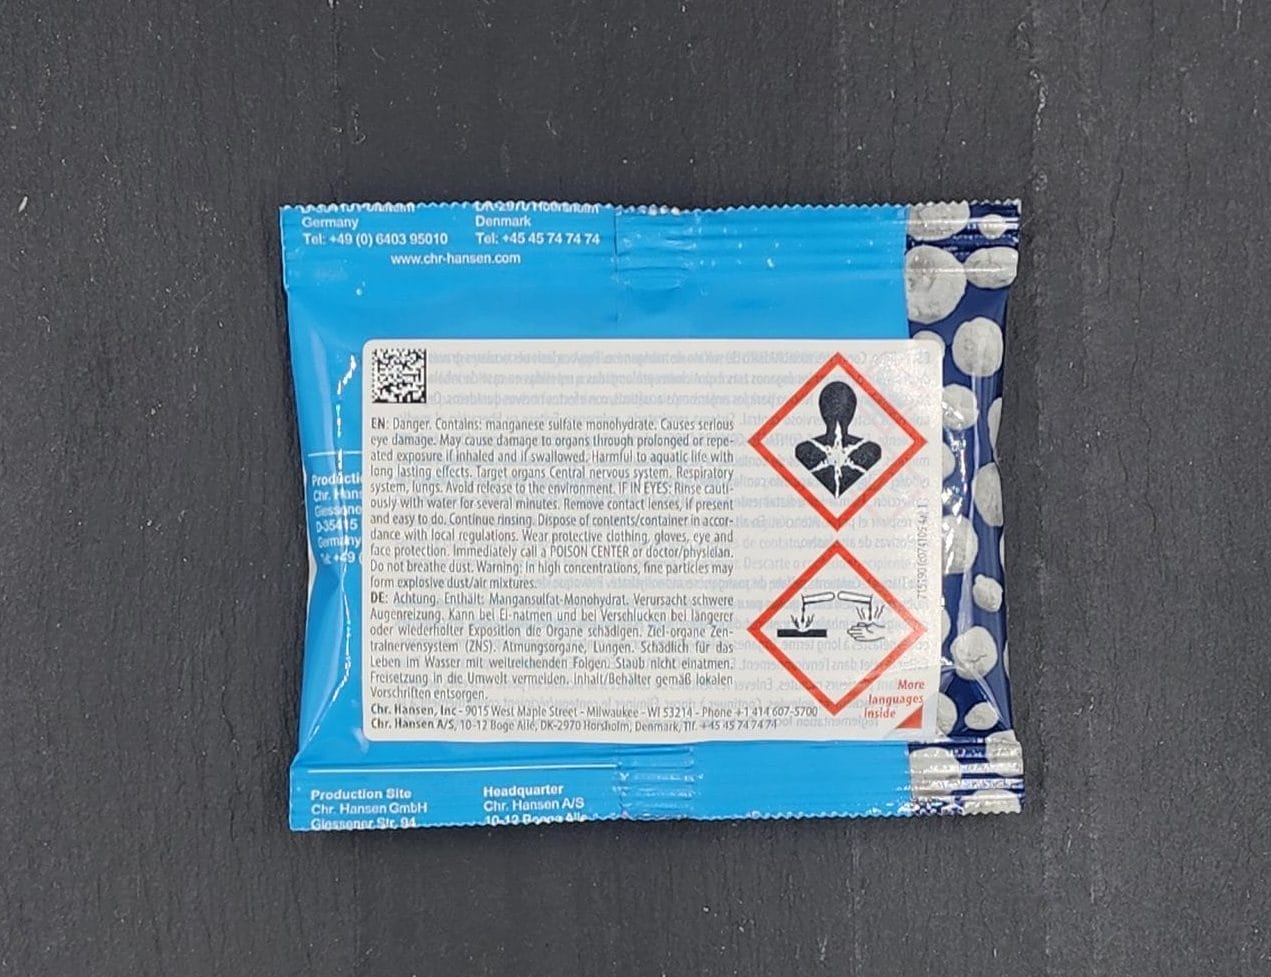 Germany
Tel: +49 (0) 6403 95010
Denmark
Tel: +45 45 74 74 74
www.chr-hansen.com
EN: Danger. Contains: manganese sulfate monohydrate. Causes serious
eye damage. May cause damage to organs through prolonged or repe-
ated exposure if inhaled and if swallowed. Harmful to aquatic life with
long lasting effects. Target organs Central nervous system. Respiratory
system, lungs. Avoid release to the environment. IF IN EYES: Rinse cauti-
ously with water for several minutes. Remove contact lenses, if present
and easy to do. Continue rinsing. Dispose of contents/container in accor-
dance with local regulations. Wear protective clothing, gloves, eye and
face protection. Immediately call a POISON CENTER or doctor/physician.
Do not breathe dust. Warning: In high concentrations, fine particles may
form explosive dust/air mixtures.
DE: Achtung. Enthält: Mangansulfat-Monohydrat. Verursacht schwere
Augenreizung. Kann bei Ei-natmen und bei Verschlucken bei längerer
oder wiederholter Exposition die Organe schädigen. Ziel-organe Zen-
tralnervensystem (ZNS). Atmungsorgane, Lungen. Schädlich für das
Leben im Wasser mit weitreichenden Folgen. Staub nicht einatmen.
Freisetzung in die Umwelt vermeiden. Inhalt/Behälter gemäß lokalen
Vorschriften entsorgen.
Chr. Hansen, Inc - 9015 West Maple Street - Milwaukee - WI 53214 - Phone +1 414 607-5700
Chr. Hansen A/S, 10-12 Bøge Allé, DK-2970 Hørsholm, Denmark, Tlf. +45 45 74 74 74
More
languages
inside
Chr. Hans
D-35415
Germany
Production Site
Chr. Hansen GmbH
Giessener Str. 94
Headquarter
Chr. Hansen A/S